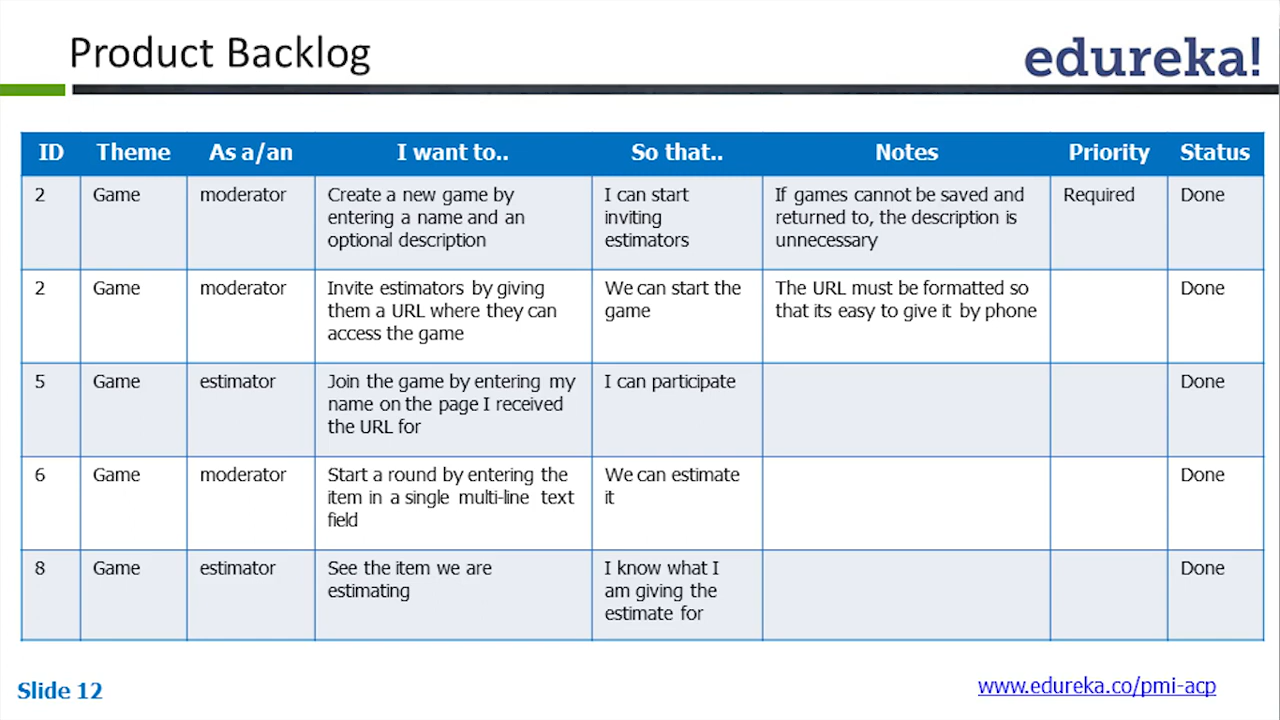 Product Backlog
edureka!
ID Theme As a/an I want to.. So that.. Notes Priority Status
2 Game moderator Create a new game by I can start If games cannot be saved and Required Done
entering a name and an inviting returned to, the description is
optional description estimators unnecessary
2 Game moderator Invite estimators by giving We can start the The URL must be formatted so Done
them a URL where they can game that its easy to give it by phone
access the game
5 Game estimator Join the game by entering my I can participate Done
name on the page I received
the URL for
6 Game moderator Start a round by entering the We can estimate Done
item in a single multi-line text it
field
8 Game estimator See the item we are I know what I Done
estimating am giving the
estimate for
Slide 12
www.edureka.co/pmi-acp